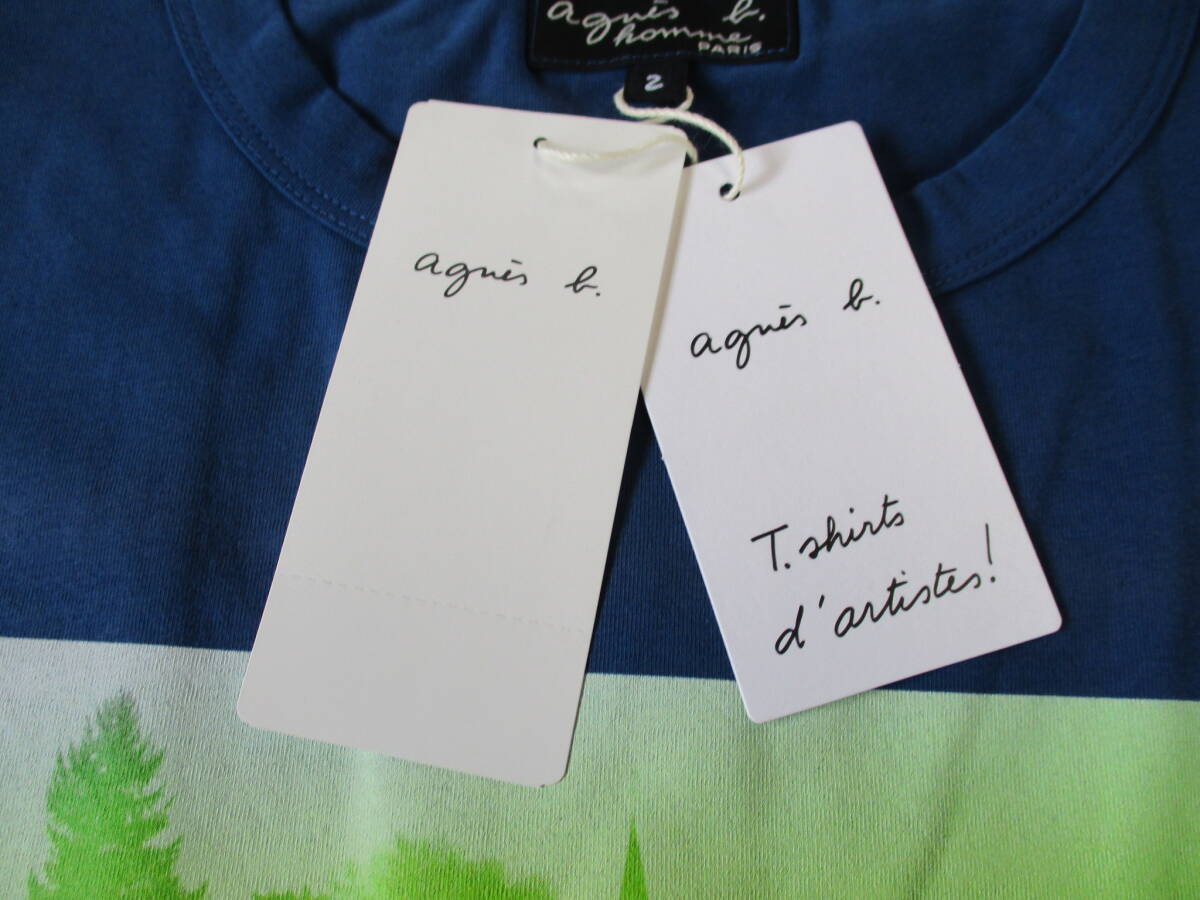 agnès b.
homme
PARIS
2
agnès b.
agnès b.
T.shirts
d'artistes!